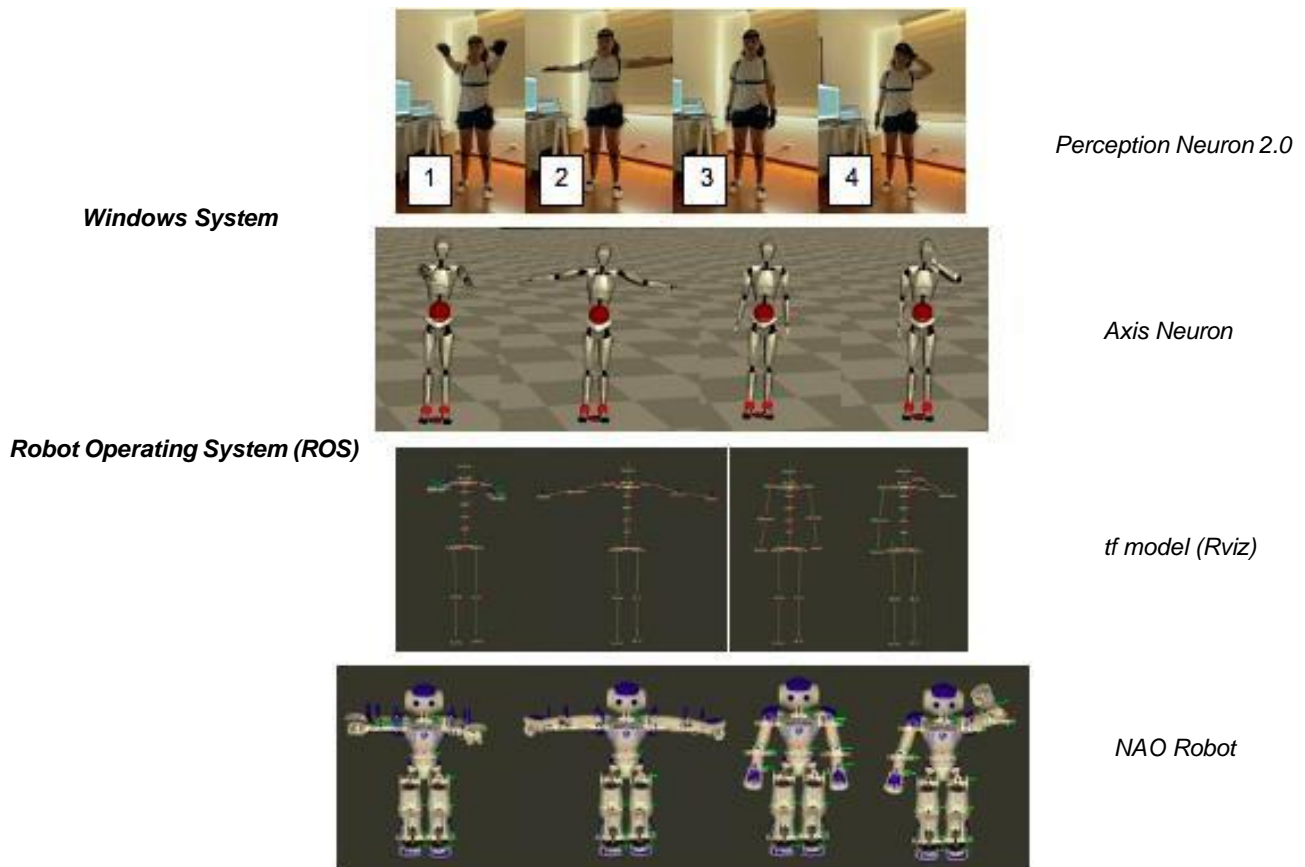 1 2 3 4
Perception Neuron 2.0
Windows System
Axis Neuron
Robot Operating System (ROS)
tf model (Rviz)
NAO Robot